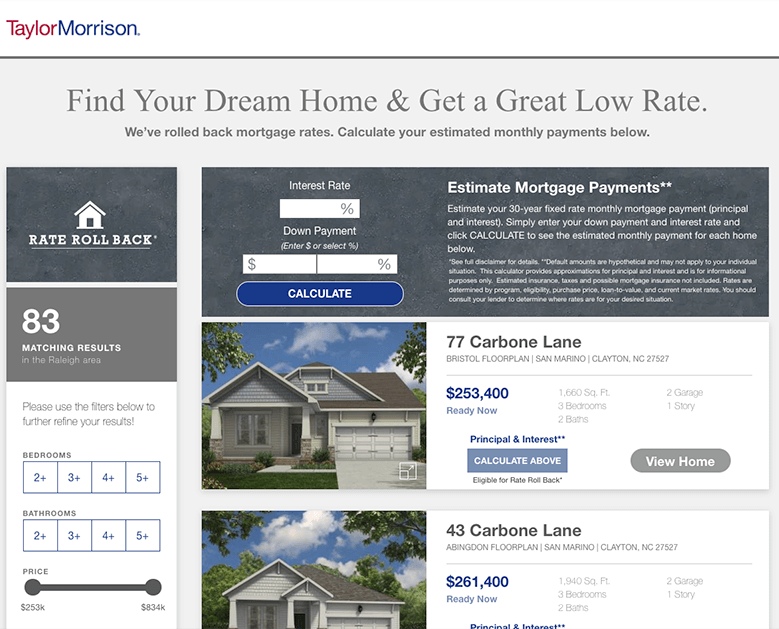 TaylorMorrison.
Find Your Dream Home & Get a Great Low Rate.
We've rolled back mortgage rates. Calculate your estimated monthly payments below.
RATE ROLL BACK*
83
MATCHING RESULTS
in the Raleigh area
Please use the filters below to
further refine your results!
BEDROOMS
2+ 3+ 4+ 5+
BATHROOMS
2+ 3+ 4+ 5+
PRICE
$253k $834k
Interest Rate
%
Down Payment
(Enter $ or select %)
$ %
CALCULATE
Estimate Mortgage Payments**
Estimate your 30-year fixed rate monthly mortgage payment (principal
and interest). Simply enter your down payment and interest rate and
click CALCULATE to see the estimated monthly payment for each home
below.
*See full disclaimer for details. **Default amounts are hypothetical and may not apply to your individual
situation. This calculator provides approximations for principal and interest and is for informational
purposes only. Estimated insurance, taxes and possible mortgage insurance not included. Rates are
determined by program, eligibility, purchase price, loan-to-value, and current market rates. You should
consult your lender to determine where rates are for your desired situation.
77 Carbone Lane
BRISTOL FLOORPLAN | SAN MARINO | CLAYTON, NC 27527
$253,400
Ready Now
1,660 Sq. Ft.
3 Bedrooms
2 Baths
2 Garage
1 Story
Principal & Interest**
CALCULATE ABOVE
Eligible for Rate Roll Back*
View Home
43 Carbone Lane
ABINGDON FLOORPLAN | SAN MARINO | CLAYTON, NC 27527
$261,400
Ready Now
1,940 Sq. Ft.
3 Bedrooms
2 Baths
2 Garage
1 Story
Principal & Interest**